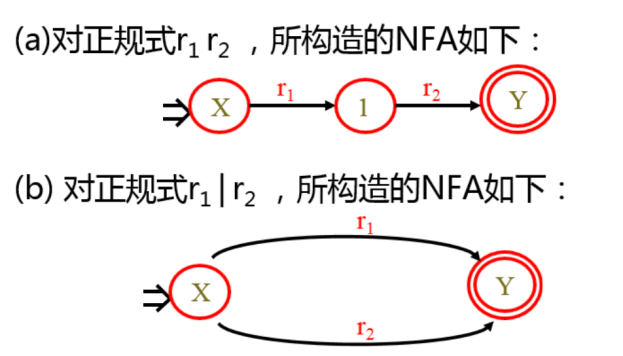 (a)对正规式r₁ r₂ ，所构造的NFA如下：
r₁ r₂
X 1 Y
(b) 对正规式r₁|r₂ ，所构造的NFA如下：
r₁
X Y
r₂